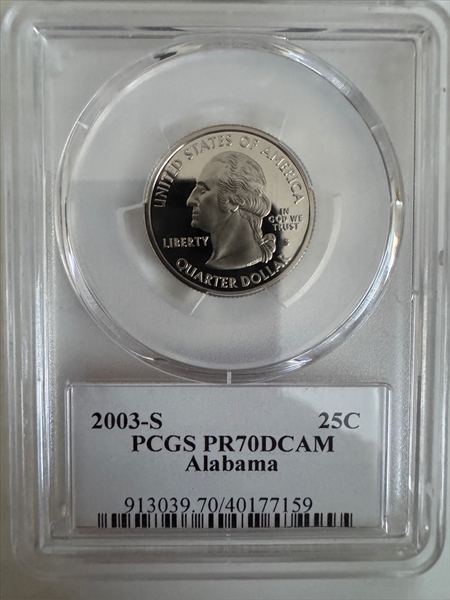 UNITED STATES OF AMERICA
LIBERTY
IN
GOD WE
TRUST
S
QUARTER DOLLAR
2003-S 25C
PCGS PR70DCAM
Alabama
913039.70/40177159